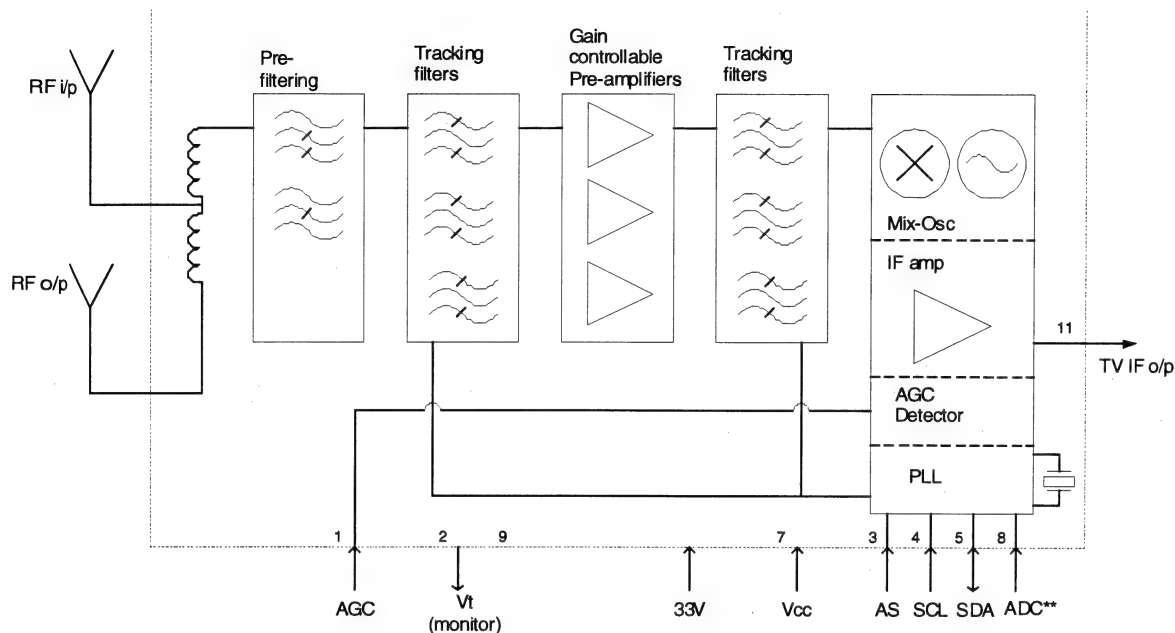 Pre-
filtering
Tracking
filters
Gain
controllable
Pre-amplifiers
Tracking
filters
RF i/p
RF o/p
Mix-Osc
IF amp
AGC
Detector
PLL
11
TV IF o/p
1
2
9
7
3
4
5
8
AGC
Vt
(monitor)
33V
Vcc
AS
SCL
SDA
ADC**